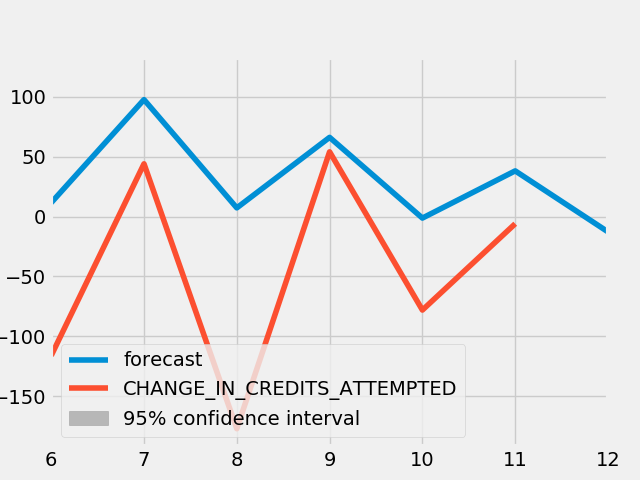 100
50
0
−50
−100
−150
forecast
CHANGE_IN_CREDITS_ATTEMPTED
95% confidence interval
6 7 8 9 10 11 12